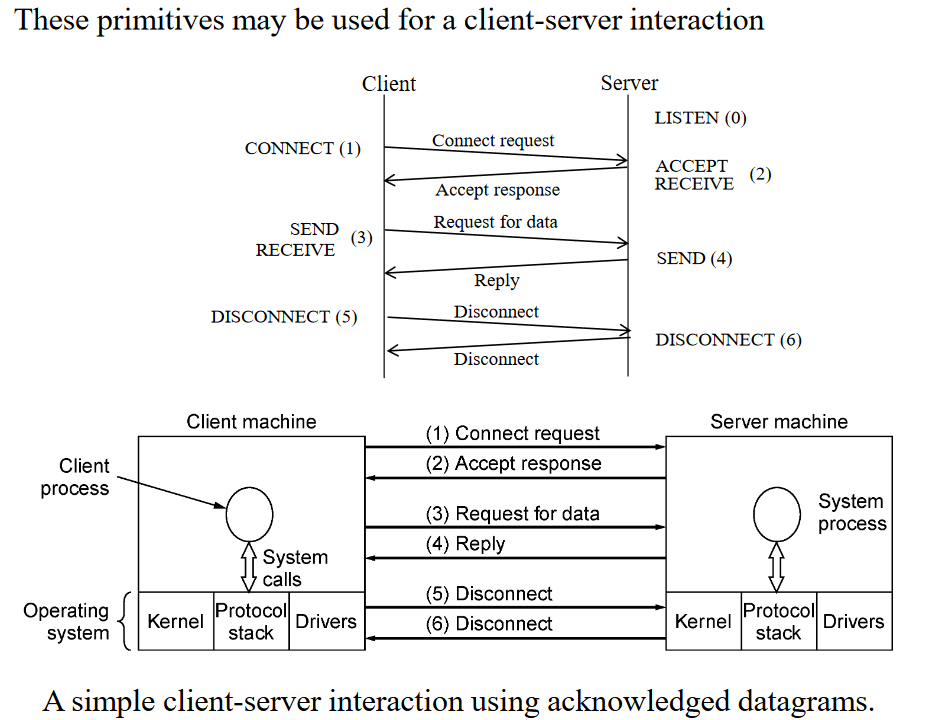 These primitives may be used for a client-server interaction
Client
Server
LISTEN (0)
CONNECT (1)
Connect request
ACCEPT
RECEIVE
(2)
Accept response
SEND
RECEIVE
(3)
Request for data
SEND (4)
Reply
DISCONNECT (5)
Disconnect
DISCONNECT (6)
Disconnect
Client machine
Server machine
(1) Connect request
(2) Accept response
Client
process
(3) Request for data
System
process
(4) Reply
System
calls
(5) Disconnect
(6) Disconnect
Operating
system
Kernel
Protocol
stack
Drivers
Kernel
Protocol
stack
Drivers
A simple client-server interaction using acknowledged datagrams.